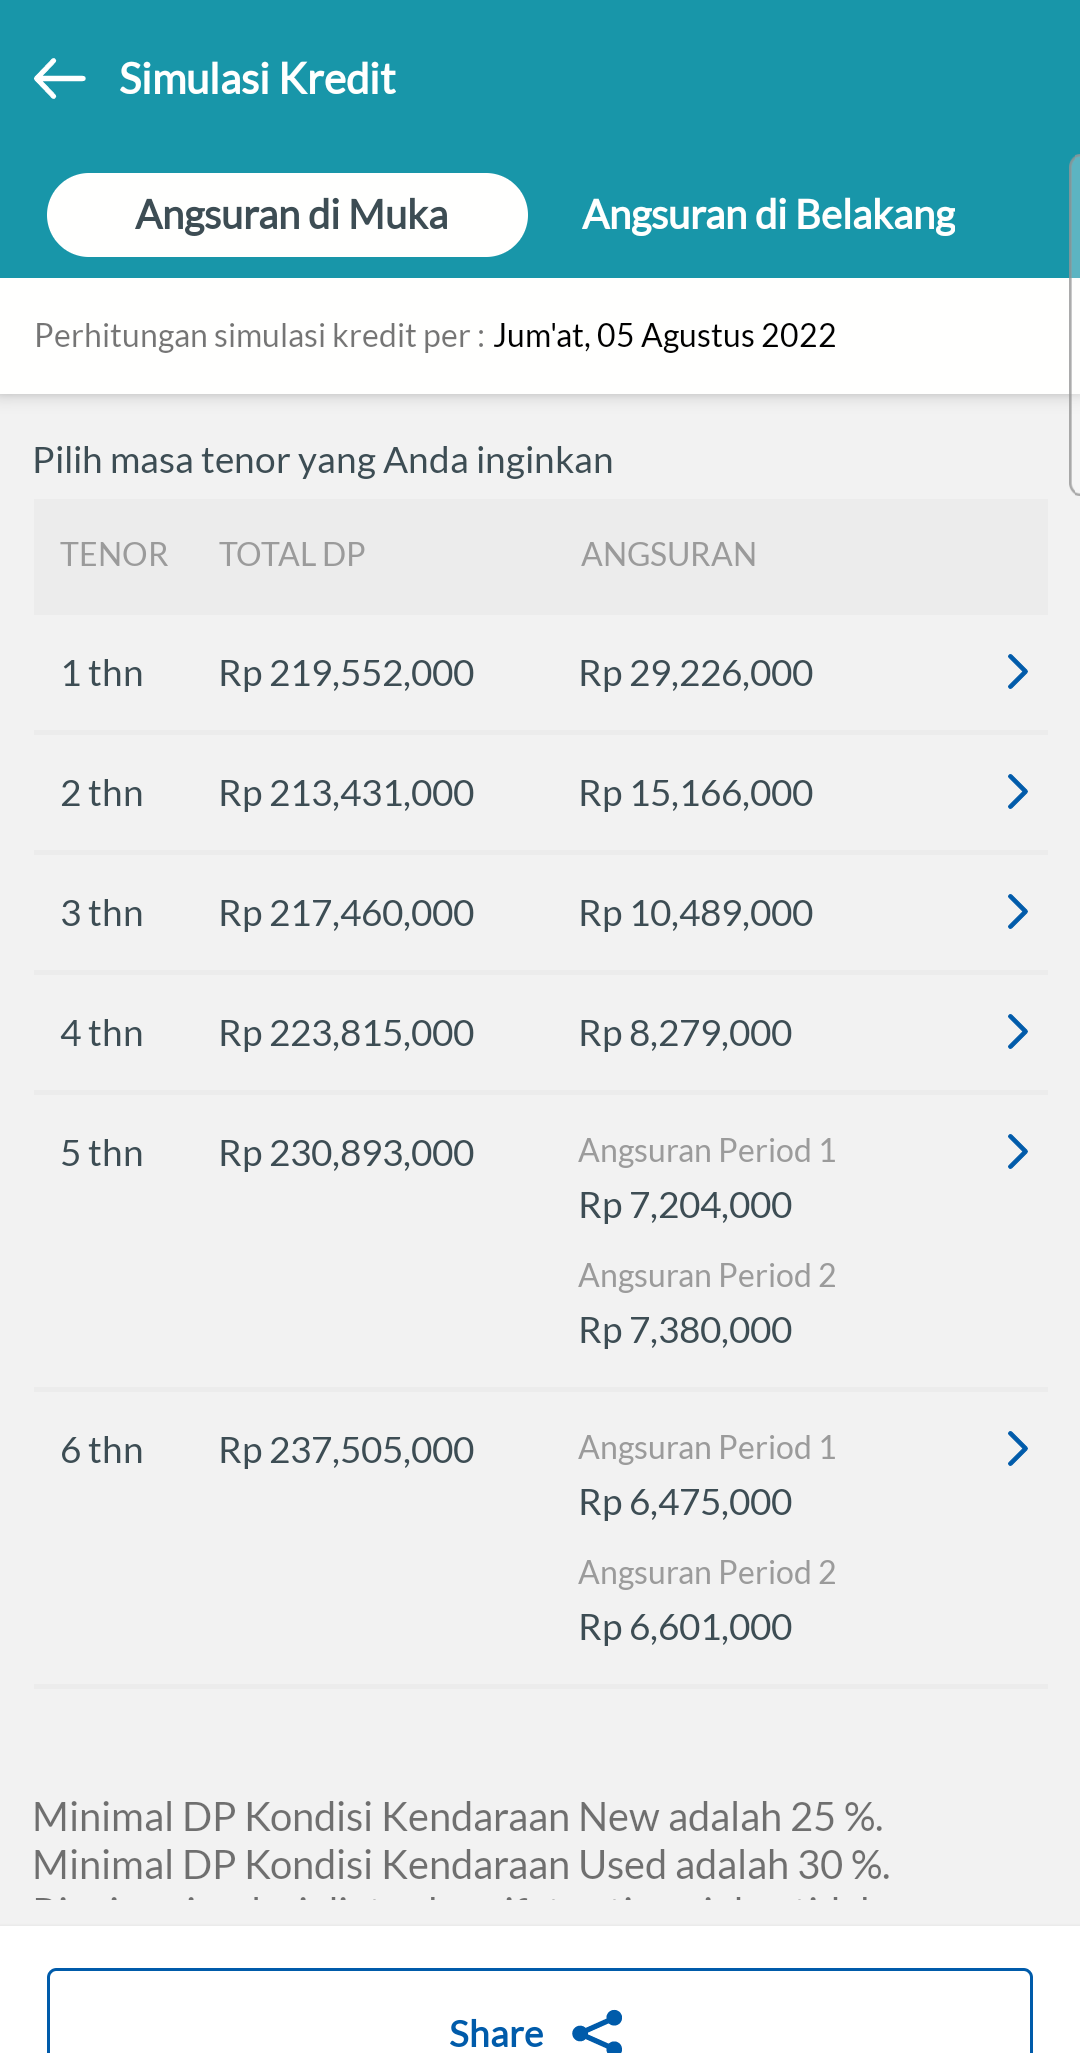 Simulasi Kredit
Angsuran di Muka Angsuran di Belakang
Perhitungan simulasi kredit per : Jum'at, 05 Agustus 2022
Pilih masa tenor yang Anda inginkan
TENOR TOTAL DP ANGSURAN
1 thn Rp 219,552,000 Rp 29,226,000
2 thn Rp 213,431,000 Rp 15,166,000
3 thn Rp 217,460,000 Rp 10,489,000
4 thn Rp 223,815,000 Rp 8,279,000
5 thn Rp 230,893,000 Angsuran Period 1
Rp 7,204,000
Angsuran Period 2
Rp 7,380,000
6 thn Rp 237,505,000 Angsuran Period 1
Rp 6,475,000
Angsuran Period 2
Rp 6,601,000
Minimal DP Kondisi Kendaraan New adalah 25 %.
Minimal DP Kondisi Kendaraan Used adalah 30 %.
Share